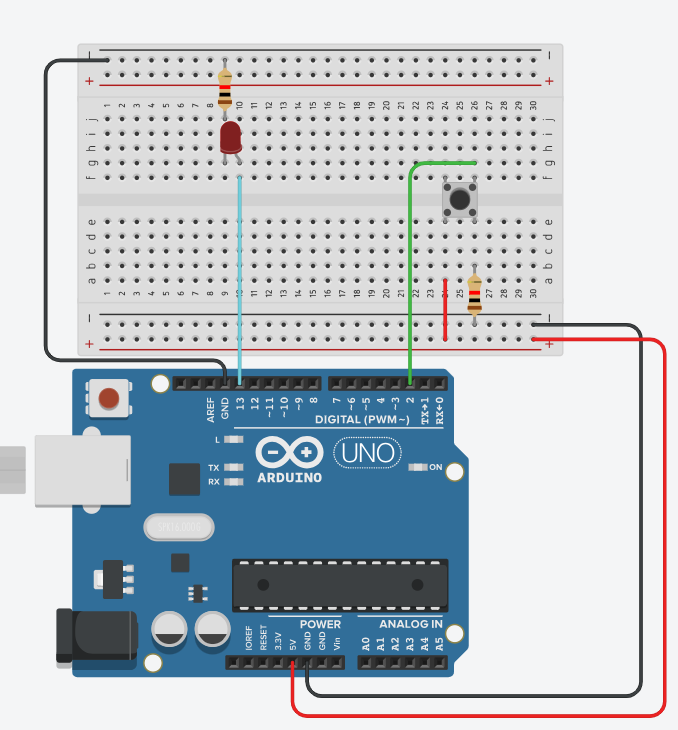 − −
+ +
1 2 3 4 5 6 7 8 9 10 11 12 13 14 15 16 17 18 19 20 21 22 23 24 25 26 27 28 29 30
j j
i i
h h
g g
f f
e e
d d
c c
b b
a a
1 2 3 4 5 6 7 8 9 10 11 12 13 14 15 16 17 18 19 20 21 22 23 24 25 26 27 28 29 30
− −
+ +
AREF GND 13 12 ~11 ~10 ~9 8 7 ~6 ~5 4 ~3 2 TX→1 RX←0
DIGITAL (PWM~)
L
TX
RX
ARDUINO
UNO
ON
POWER
ANALOG IN
IOREF RESET 3.3V 5V GND GND Vin A0 A1 A2 A3 A4 A5